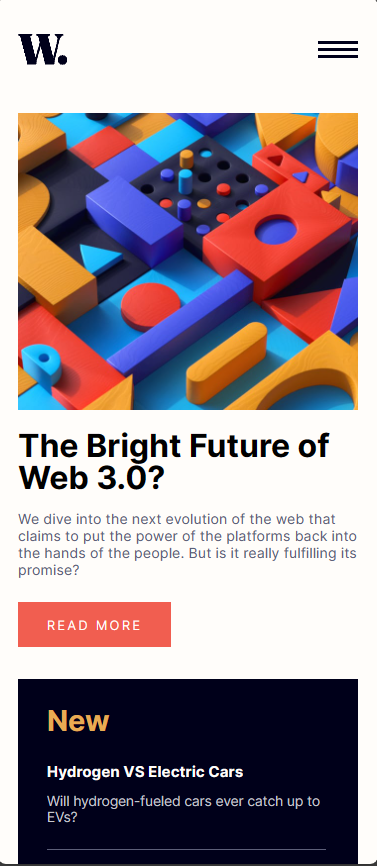 W.
The Bright Future of
Web 3.0?
We dive into the next evolution of the web that
claims to put the power of the platforms back into
the hands of the people. But is it really fulfilling its
promise?
READ MORE
New
Hydrogen VS Electric Cars
Will hydrogen-fueled cars ever catch up to
EVs?